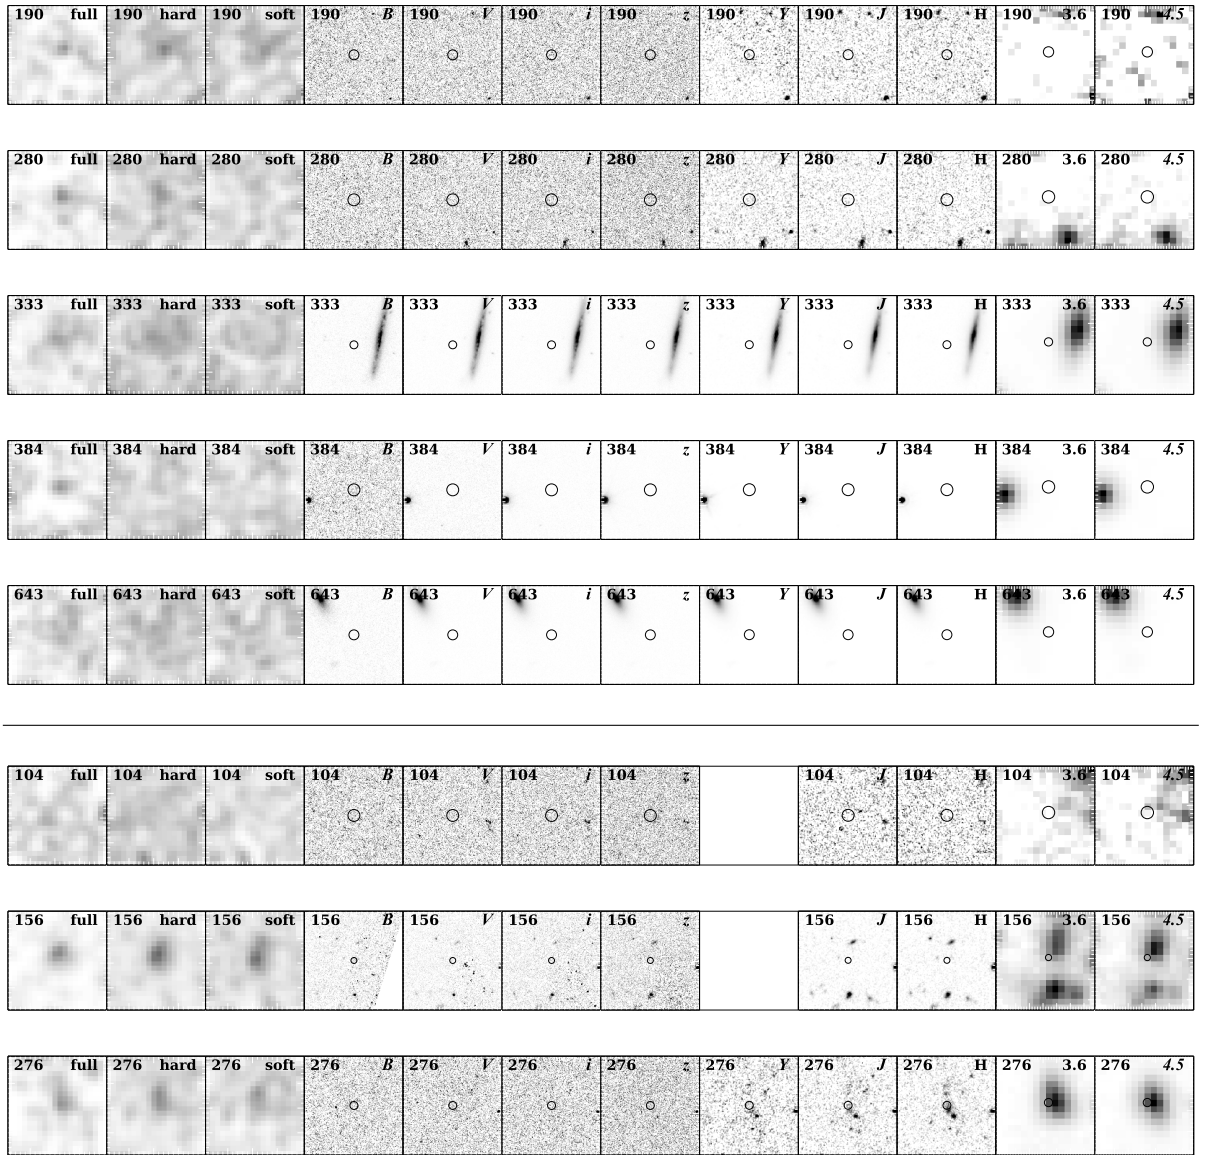 190 full 190 hard 190 soft 190 B 190 V 190 i 190 z 190 Y 190 J 190 H 190 3.6 190 4.5
280 full 280 hard 280 soft 280 B 280 V 280 i 280 z 280 Y 280 J 280 H 280 3.6 280 4.5
333 full 333 hard 333 soft 333 B 333 V 333 i 333 z 333 Y 333 J 333 H 333 3.6 333 4.5
384 full 384 hard 384 soft 384 B 384 V 384 i 384 z 384 Y 384 J 384 H 384 3.6 384 4.5
643 full 643 hard 643 soft 643 B 643 V 643 i 643 z 643 Y 643 J 643 H 643 3.6 643 4.5
104 full 104 hard 104 soft 104 B 104 V 104 i 104 z 104 J 104 H 104 3.6 104 4.5
156 full 156 hard 156 soft 156 B 156 V 156 i 156 z 156 J 156 H 156 3.6 156 4.5
276 full 276 hard 276 soft 276 B 276 V 276 i 276 z 276 Y 276 J 276 H 276 3.6 276 4.5